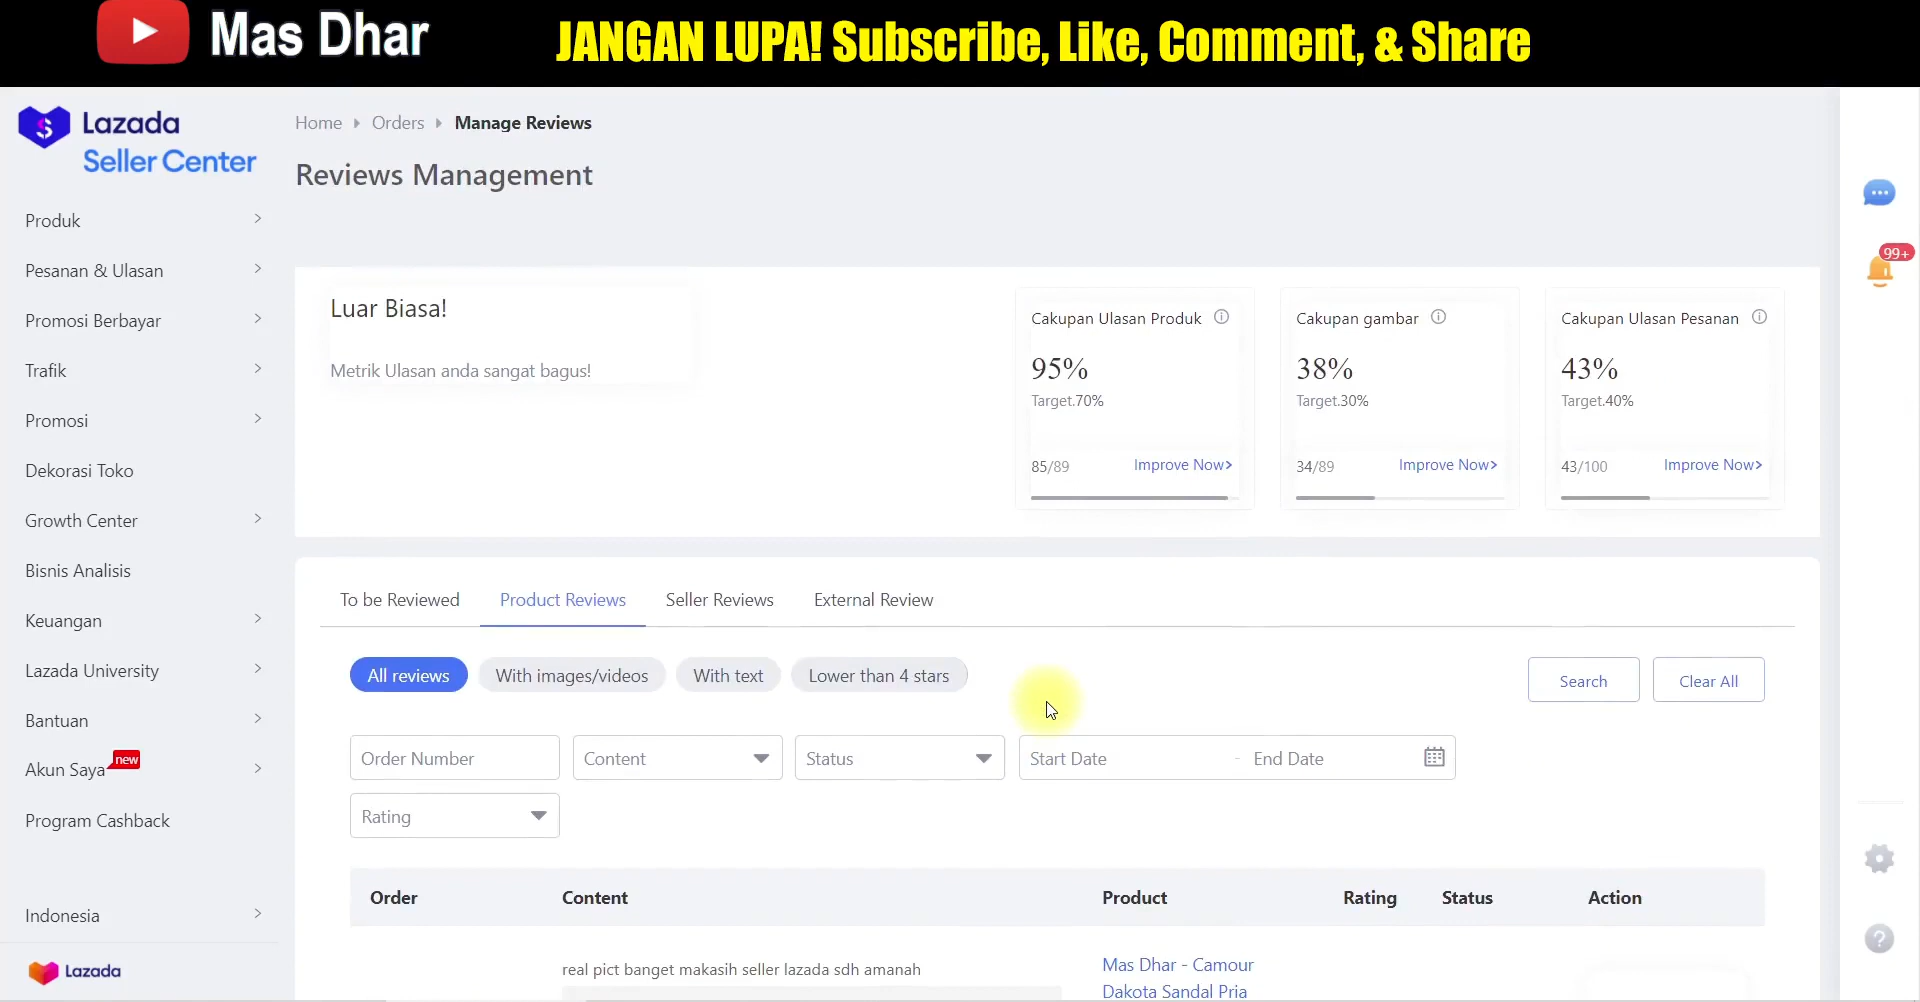 Mas Dhar
JANGAN LUPA! Subscribe, Like, Comment, & Share
Lazada
Seller Center
Produk
Pesanan & Ulasan
Promosi Berbayar
Trafik
Promosi
Dekorasi Toko
Growth Center
Bisnis Analisis
Keuangan
Lazada University
Bantuan
Akun Saya new
Program Cashback
Indonesia
Lazada
Home Orders Manage Reviews
Reviews Management
Luar Biasa!
Metrik Ulasan anda sangat bagus!
Cakupan Ulasan Produk
95%
Target.70%
85/89 Improve Now>
Cakupan gambar
38%
Target.30%
34/89 Improve Now>
Cakupan Ulasan Pesanan
43%
Target.40%
43/100 Improve Now>
99+
To be Reviewed Product Reviews Seller Reviews External Review
All reviews With images/videos With text Lower than 4 stars Search Clear All
Order Number Content Status Start Date - End Date
Rating
Order Content Product Rating Status Action
real pict banget makasih seller lazada sdh amanah
Mas Dhar - Camour
Dakota Sandal Pria